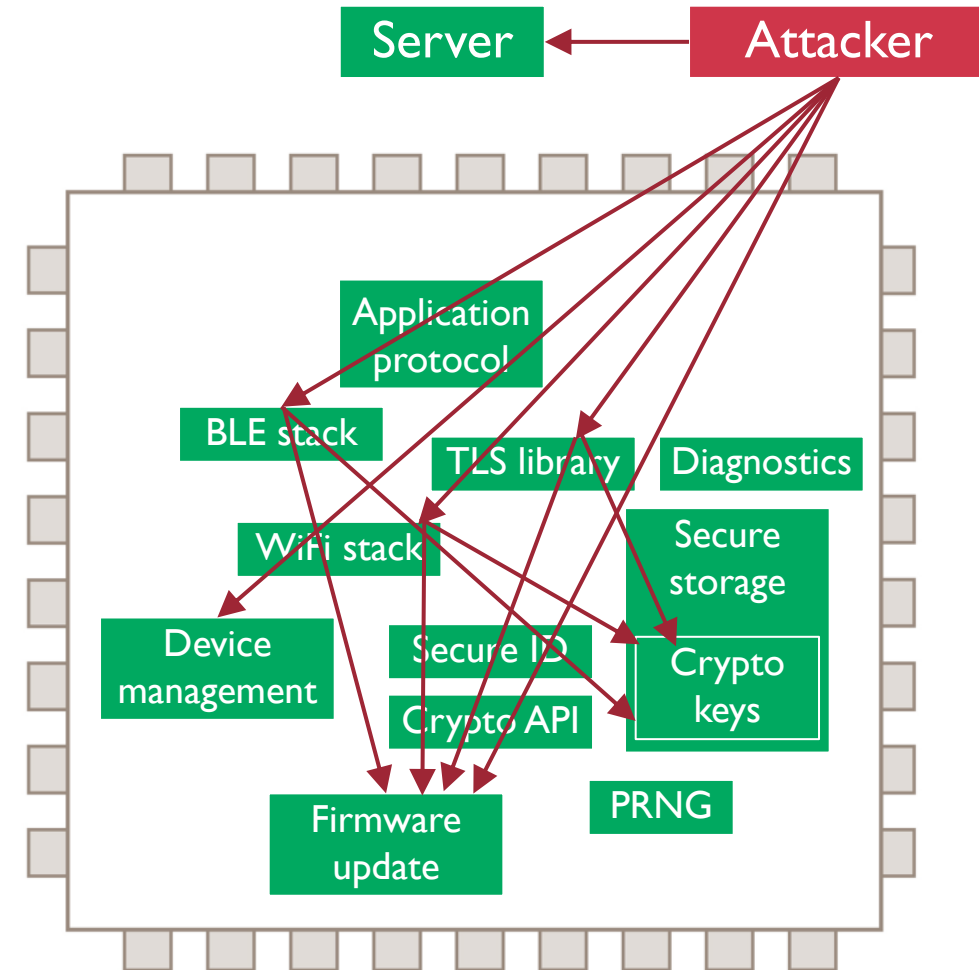 Server
Attacker
Application
protocol
BLE stack
TLS library
Diagnostics
WiFi stack
Secure
storage
Device
management
Secure ID
Crypto
keys
Crypto API
Firmware
update
PRNG